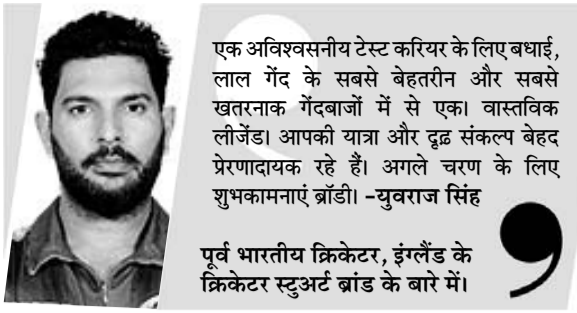 एक अविश्वसनीय टेस्ट करियर के लिए बधाई,
लाल गेंद के सबसे बेहतरीन और सबसे
खतरनाक गेंदबाजों में से एक। वास्तविक
लीजेंड। आपकी यात्रा और दृढ़ संकल्प बेहद
प्रेरणादायक रहे हैं। अगले चरण के लिए
शुभकामनाएं ब्रॉडी। -युवराज सिंह
पूर्व भारतीय क्रिकेटर, इंग्लैंड के
क्रिकेटर स्टुअर्ट ब्रांड के बारे में।